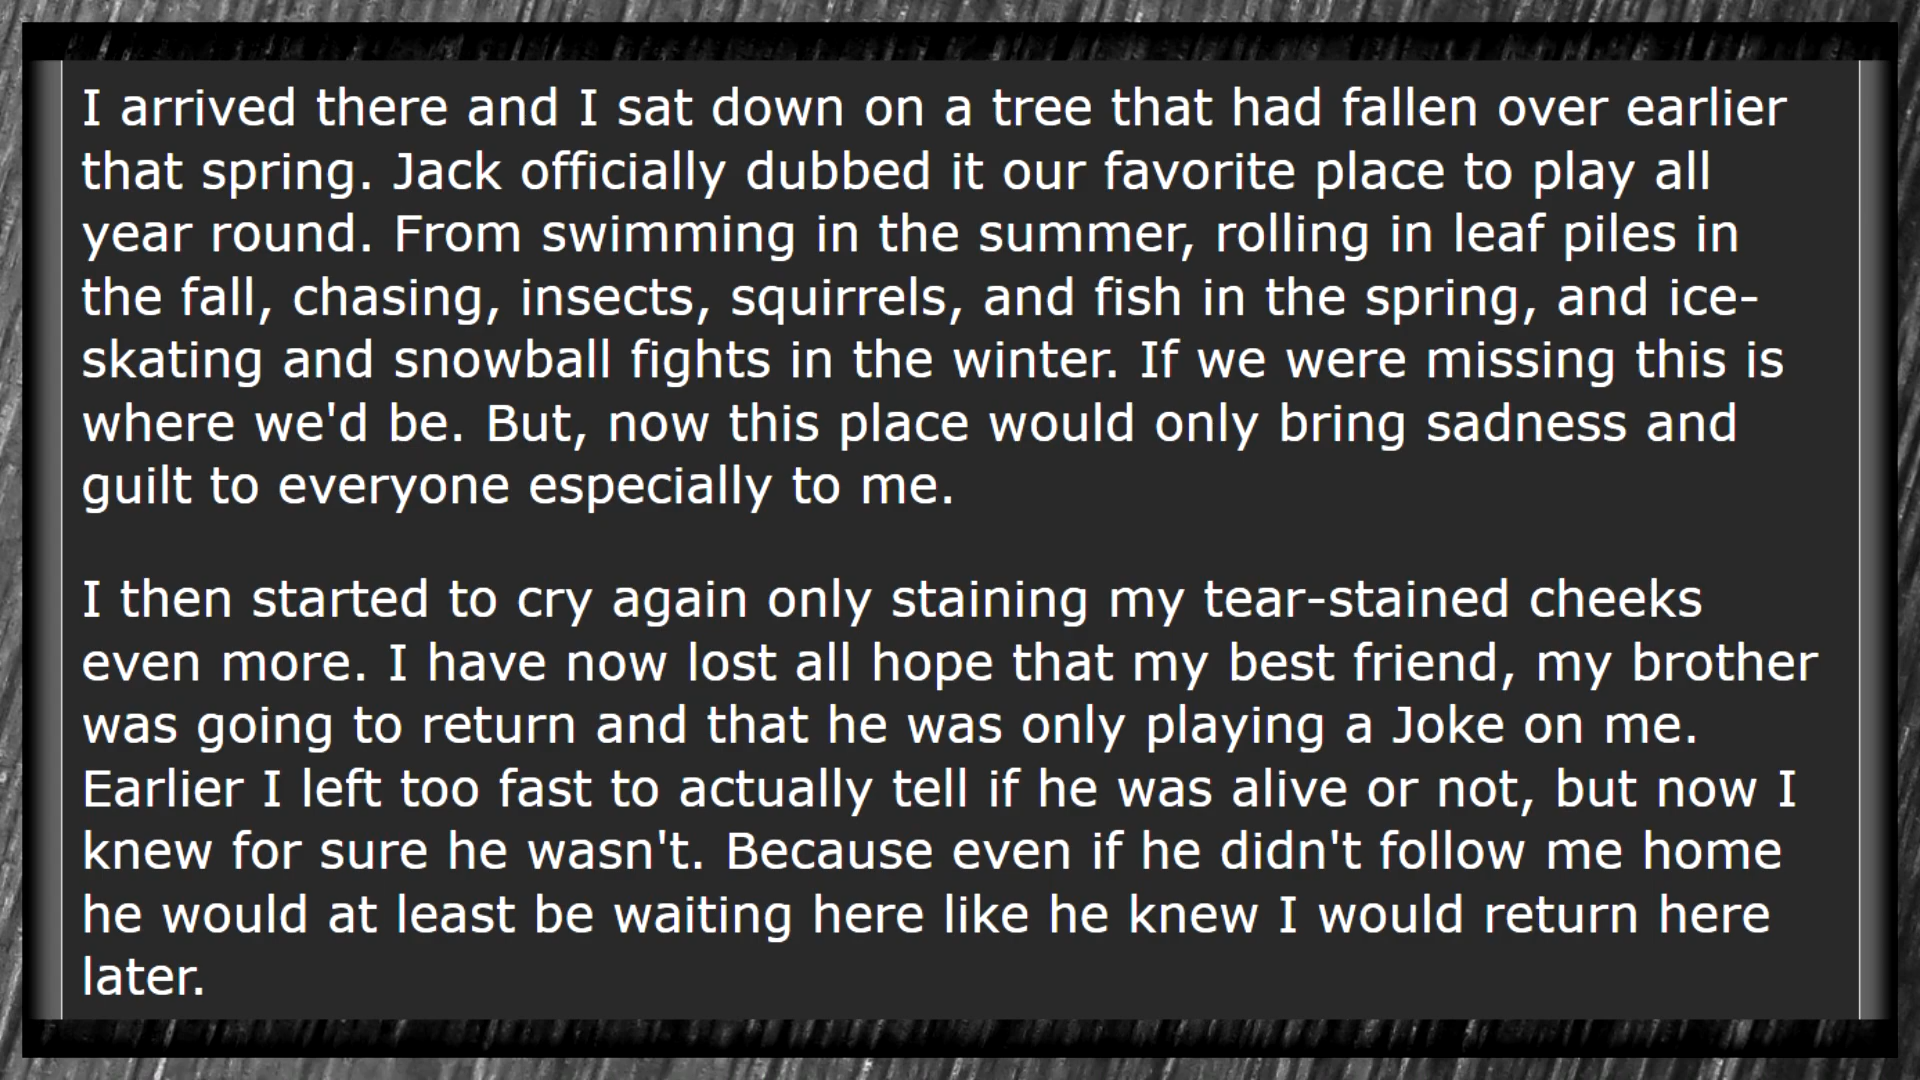 I arrived there and I sat down on a tree that had fallen over earlier
that spring. Jack officially dubbed it our favorite place to play all
year round. From swimming in the summer, rolling in leaf piles in
the fall, chasing, insects, squirrels, and fish in the spring, and ice-
skating and snowball fights in the winter. If we were missing this is
where we'd be. But, now this place would only bring sadness and
guilt to everyone especially to me.
I then started to cry again only staining my tear-stained cheeks
even more. I have now lost all hope that my best friend, my brother
was going to return and that he was only playing a Joke on me.
Earlier I left too fast to actually tell if he was alive or not, but now I
knew for sure he wasn't. Because even if he didn't follow me home
he would at least be waiting here like he knew I would return here
later.